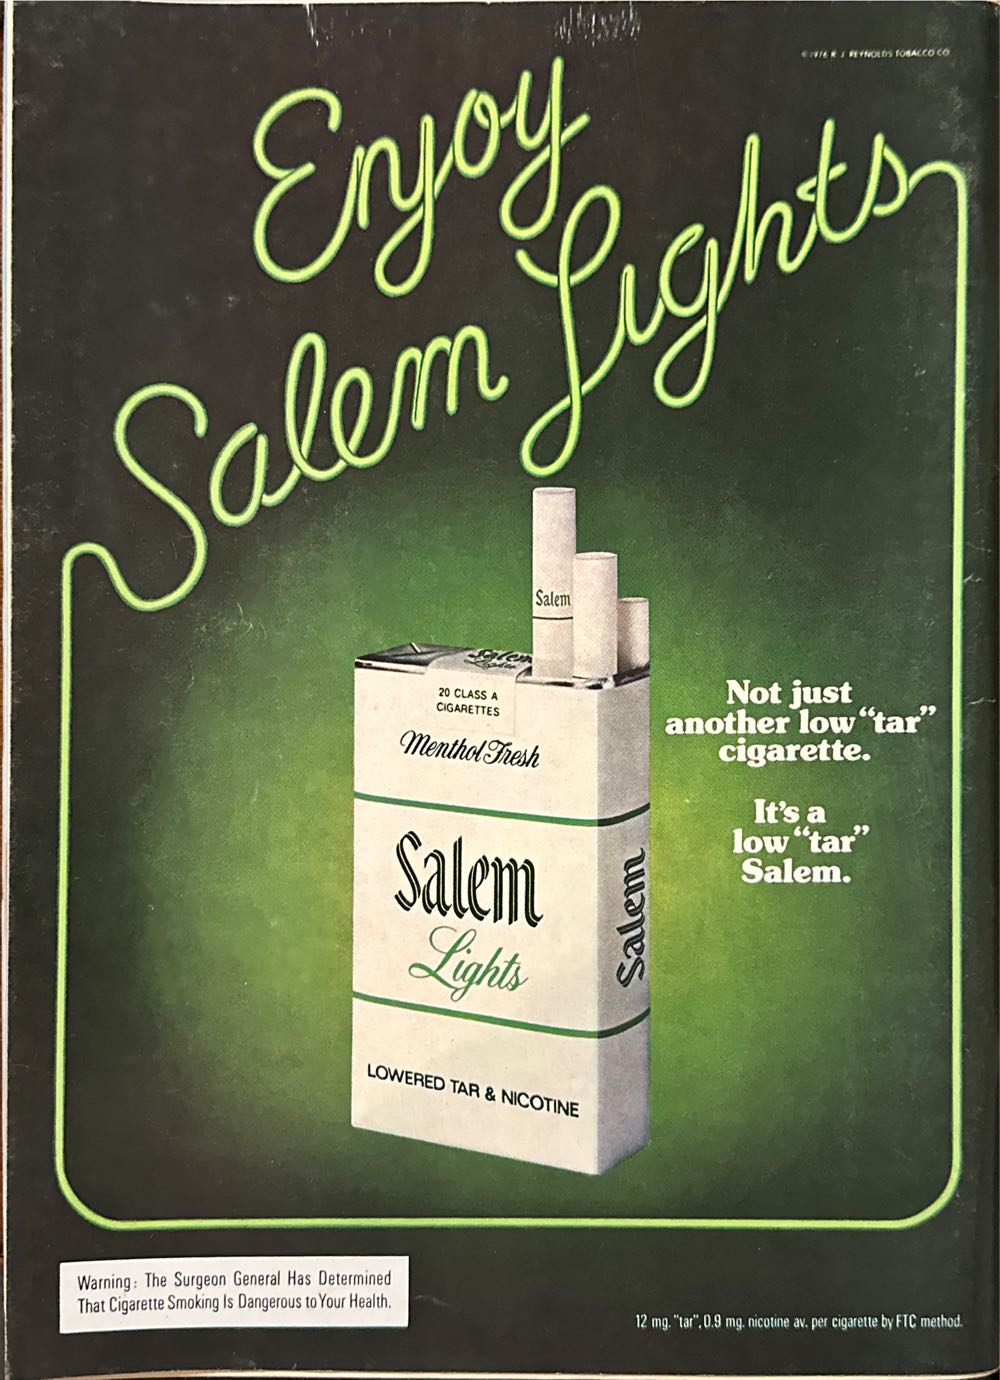 ©1976 R. J. REYNOLDS TOBACCO CO.
Enjoy
Salem Lights
Salem
Salem
Lights
20 CLASS A
CIGARETTES
Menthol Fresh
Salem
Lights
Salem
LOWERED TAR & NICOTINE
Not just
another low “tar”
cigarette.
It’s a
low “tar”
Salem.
Warning: The Surgeon General Has Determined
That Cigarette Smoking Is Dangerous to Your Health.
12 mg. "tar", 0.9 mg. nicotine av. per cigarette by FTC method.